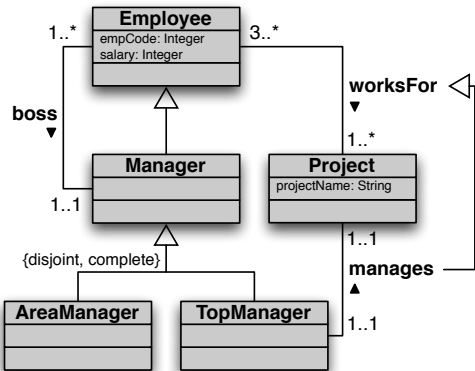 Employee
empCode: Integer
salary: Integer
1..*
3..*
boss
▼
worksFor
▼
1..*
Manager
Project
projectName: String
1..1
1..1
{disjoint, complete}
manages
▲
AreaManager
TopManager
1..1